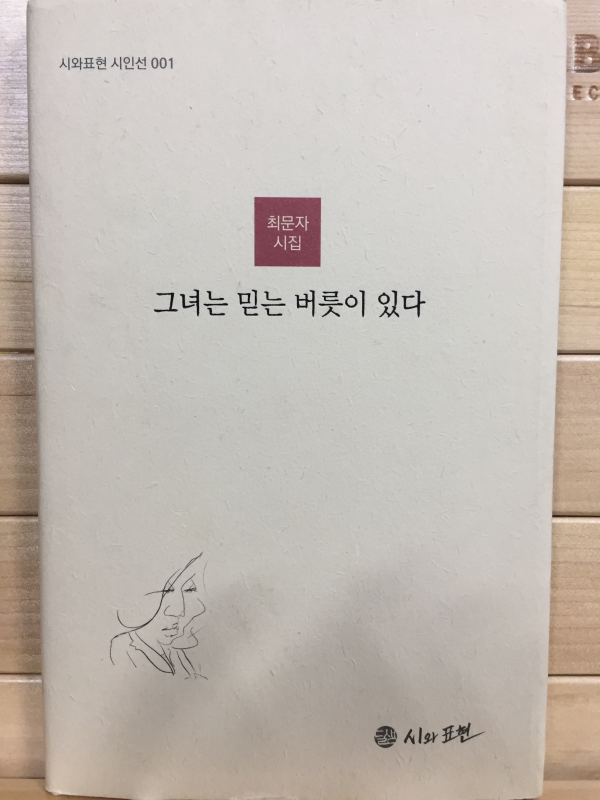 시와표현 시인선 001
B
EC
최문자
시집
그녀는 믿는 버릇이 있다
시와 표현